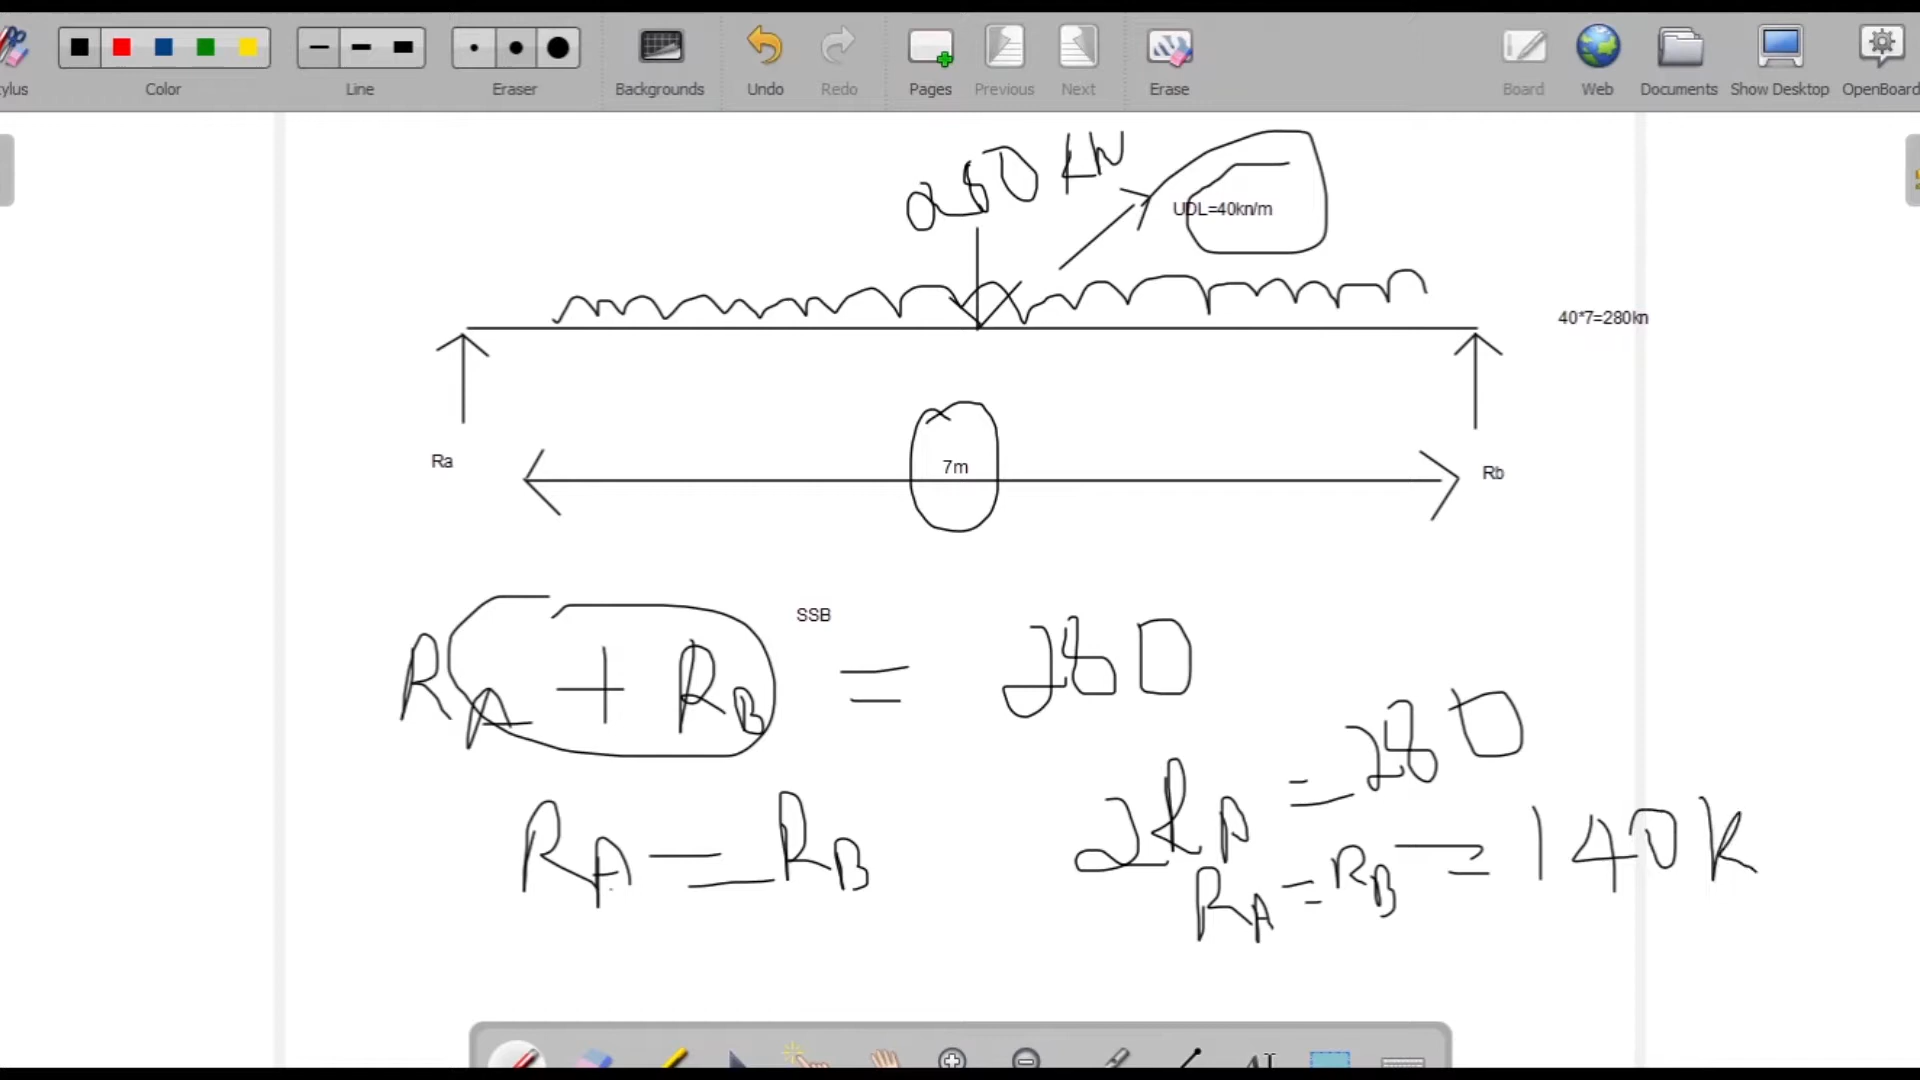 ylus
Color
Line
Eraser
Backgrounds
Undo
Redo
Pages
Previous
Next
Erase
Board
Web
Documents
Show Desktop
OpenBoard
280 kN
UDL=40kn/m
40*7=280kn
7m
Ra
Rb
SSB
RA + RB = 280
2RA = 280
RA = RB
RA = RB = 140K